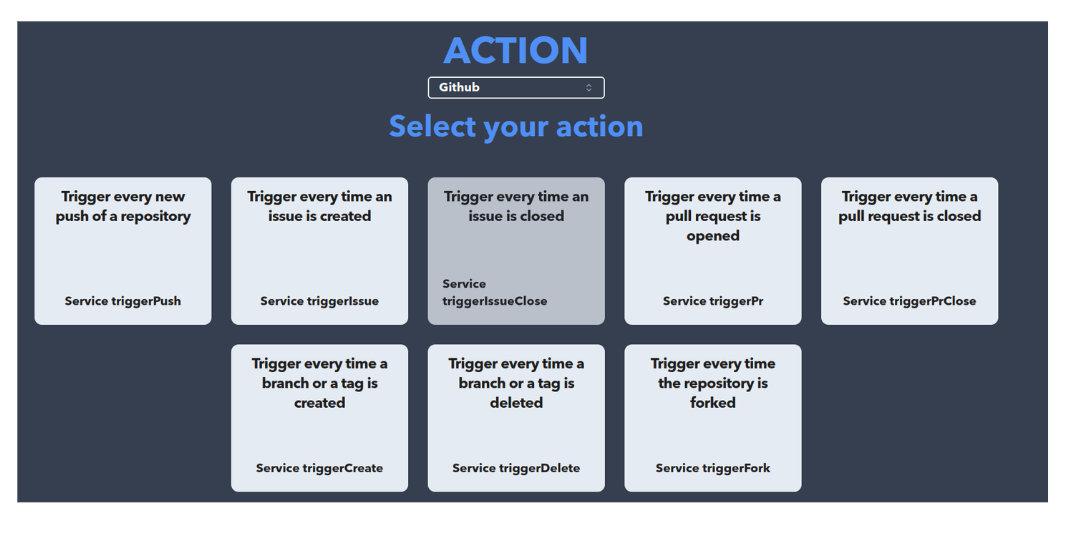 ACTION
Github
Select your action
Trigger every new
push of a repository
Service triggerPush
Trigger every time an
issue is created
Service triggerIssue
Trigger every time an
issue is closed
Service
triggerIssueClose
Trigger every time a
pull request is
opened
Service triggerPr
Trigger every time a
pull request is closed
Service triggerPrClose
Trigger every time a
branch or a tag is
created
Service triggerCreate
Trigger every time a
branch or a tag is
deleted
Service triggerDelete
Trigger every time
the repository is
forked
Service triggerFork